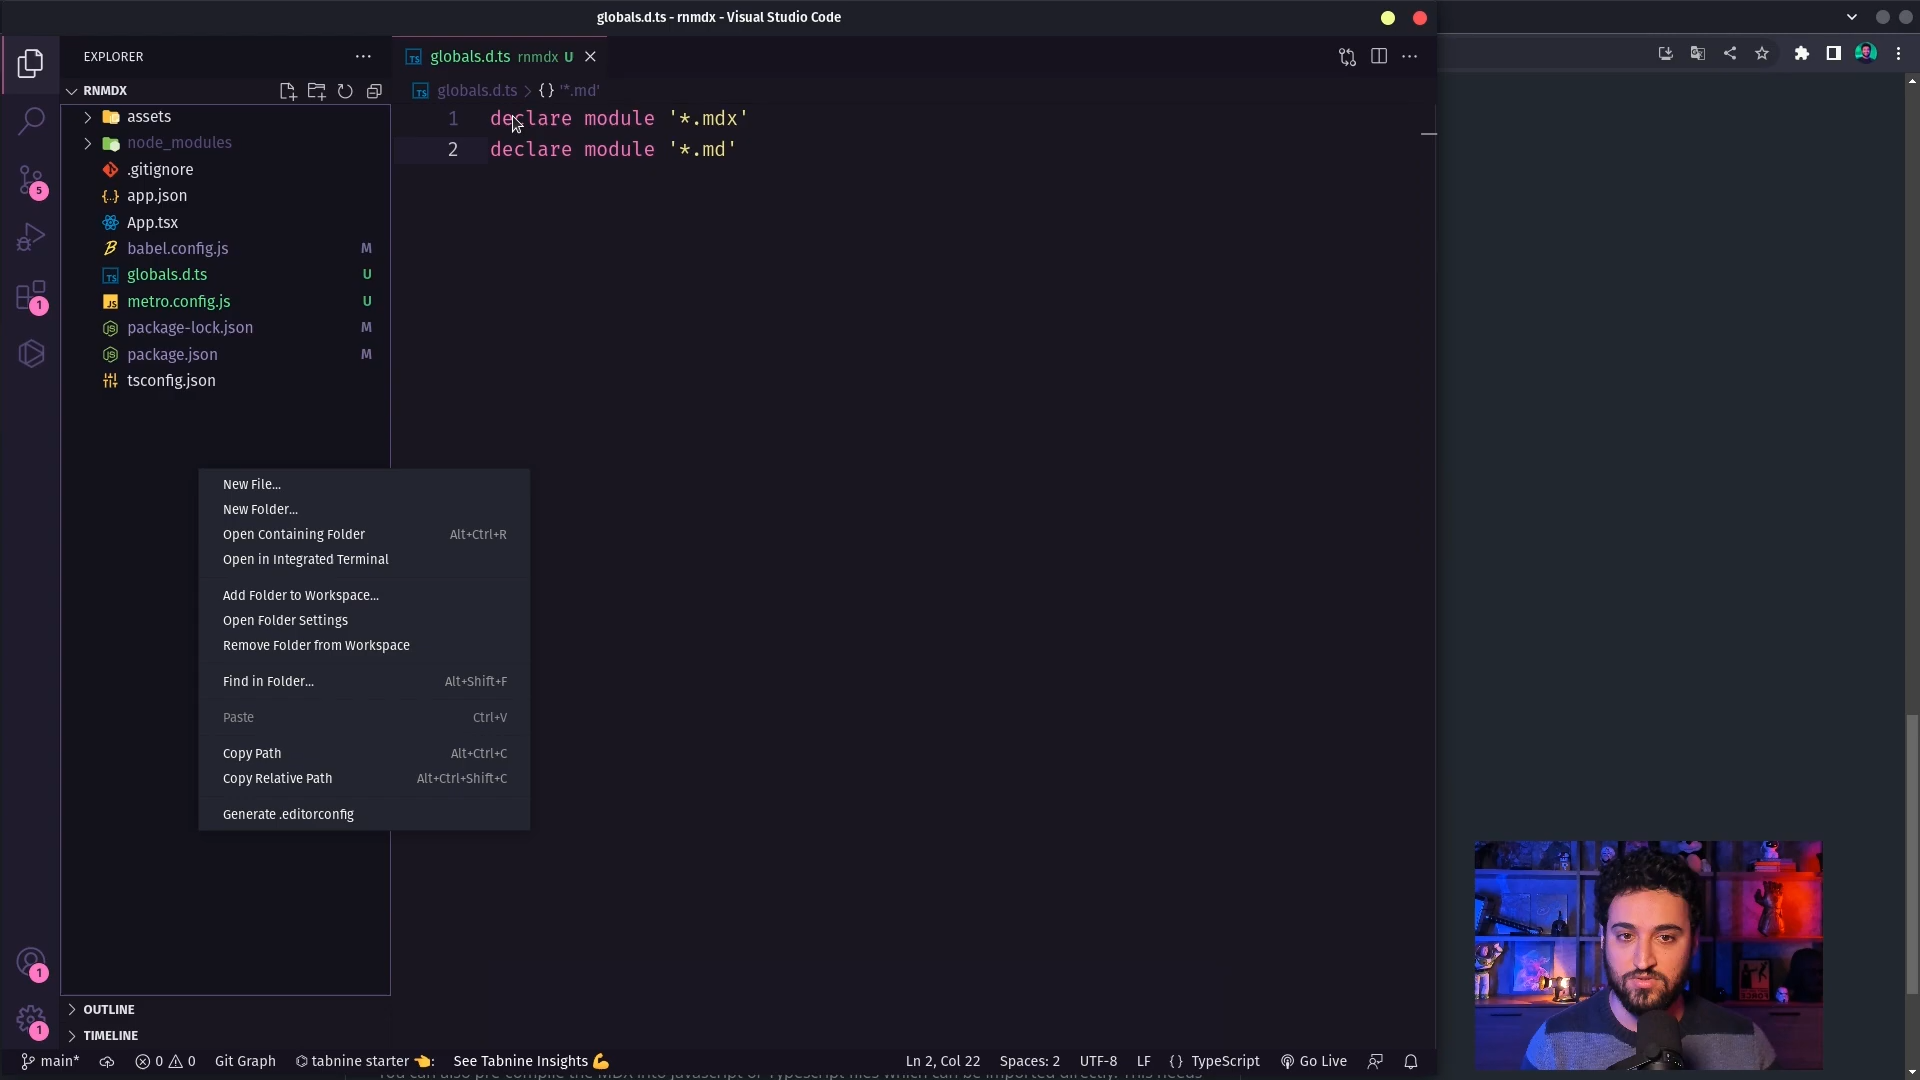 globals.d.ts - rnmdx - Visual Studio Code
EXPLORER
globals.d.ts rnmdx U
RNMDX
globals.d.ts > {} '*.md'
assets
node_modules
.gitignore
app.json
App.tsx
babel.config.js M
globals.d.ts U
metro.config.js U
package-lock.json M
package.json M
tsconfig.json
1 declare module '*.mdx'
2 declare module '*.md'
5
1
New File...
New Folder...
Open Containing Folder Alt+Ctrl+R
Open in Integrated Terminal
Add Folder to Workspace...
Open Folder Settings
Remove Folder from Workspace
Find in Folder... Alt+Shift+F
Paste Ctrl+V
Copy Path Alt+Ctrl+C
Copy Relative Path Alt+Ctrl+Shift+C
Generate .editorconfig
1
1
OUTLINE
TIMELINE
main* 0 0 Git Graph tabnine starter 👈: See Tabnine Insights 💪 Ln 2, Col 22 Spaces: 2 UTF-8 LF {} TypeScript Go Live